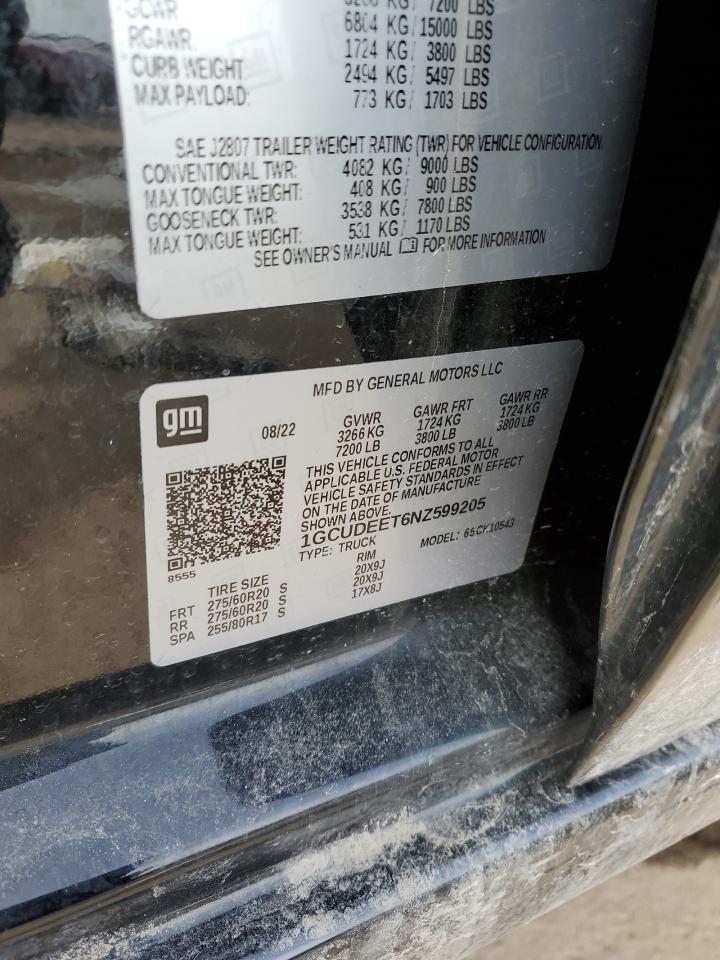 GCWR 3266 KG/ 7200 LBS
RGAWR: 6804 KG/ 15000 LBS
CURB WEIGHT: 1724 KG/ 3800 LBS
MAX PAYLOAD: 2494 KG/ 5497 LBS
773 KG/ 1703 LBS
SAE J2807 TRAILER WEIGHT RATING (TWR) FOR VEHICLE CONFIGURATION.
CONVENTIONAL TWR: 4082 KG/ 9000 LBS
MAX TONGUE WEIGHT: 408 KG/ 900 LBS
GOOSENECK TWR: 3538 KG/ 7800 LBS
MAX TONGUE WEIGHT: 531 KG/ 1170 LBS
SEE OWNER'S MANUAL FOR MORE INFORMATION
gm
MFD BY GENERAL MOTORS LLC
08/22 GVWR GAWR FRT GAWR RR
3266 KG 1724 KG 1724 KG
7200 LB 3800 LB 3800 LB
THIS VEHICLE CONFORMS TO ALL
APPLICABLE U.S. FEDERAL MOTOR
VEHICLE SAFETY STANDARDS IN EFFECT
ON THE DATE OF MANUFACTURE
SHOWN ABOVE.
1GCUDEET6NZ599205
TYPE: TRUCK MODEL: 65CK10543
8555
TIRE SIZE RIM
FRT 275/60R20 S 20X9J
RR 275/60R20 S 20X9J
SPA 255/80R17 S 17X8J